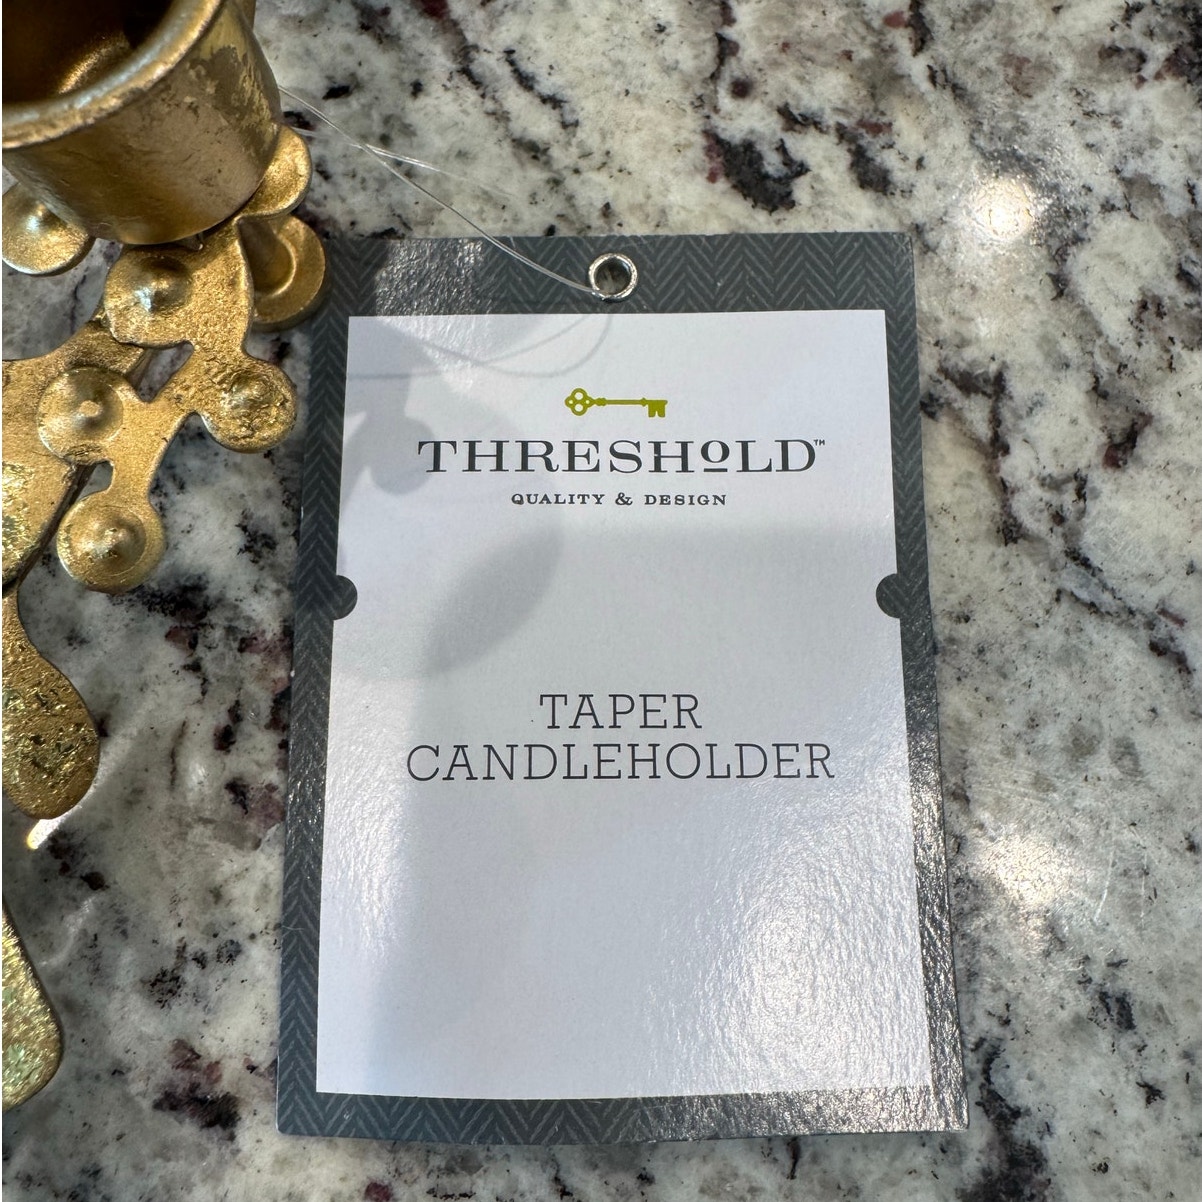 THRESHOLD™
QUALITY & DESIGN
TAPER
CANDLEHOLDER